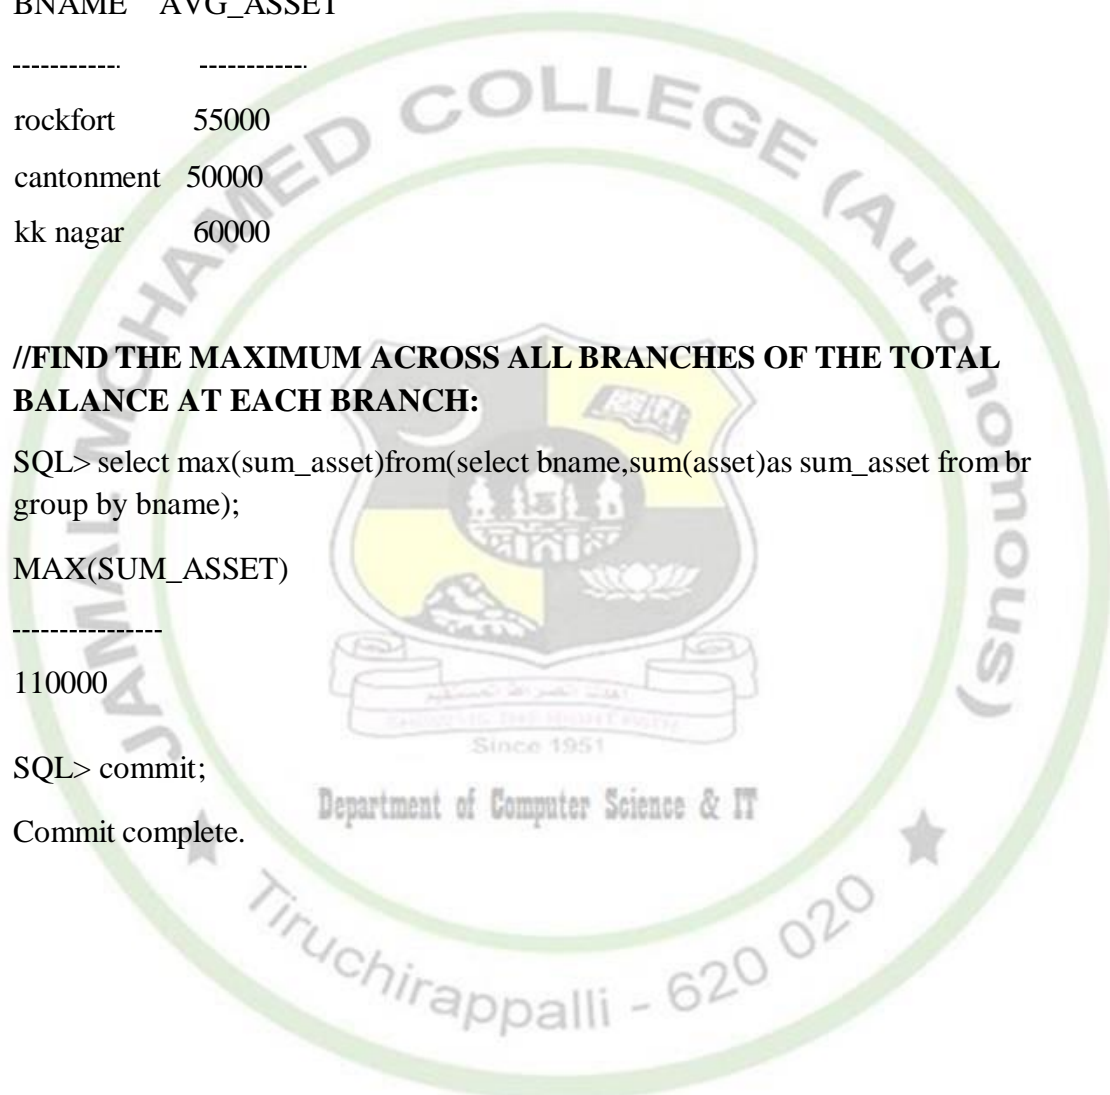 BNAME AVG_ASSET
----------- -----------
rockfort 55000
cantonment 50000
kk nagar 60000
//FIND THE MAXIMUM ACROSS ALL BRANCHES OF THE TOTAL
BALANCE AT EACH BRANCH:
SQL> select max(sum_asset)from(select bname,sum(asset)as sum_asset from br
group by bname);
MAX(SUM_ASSET)
----------------
110000
SQL> commit;
Commit complete.
JAMAL MOHAMED COLLEGE (Autonomous)
Since 1951
Department of Computer Science & IT
Tiruchirappalli - 620 020